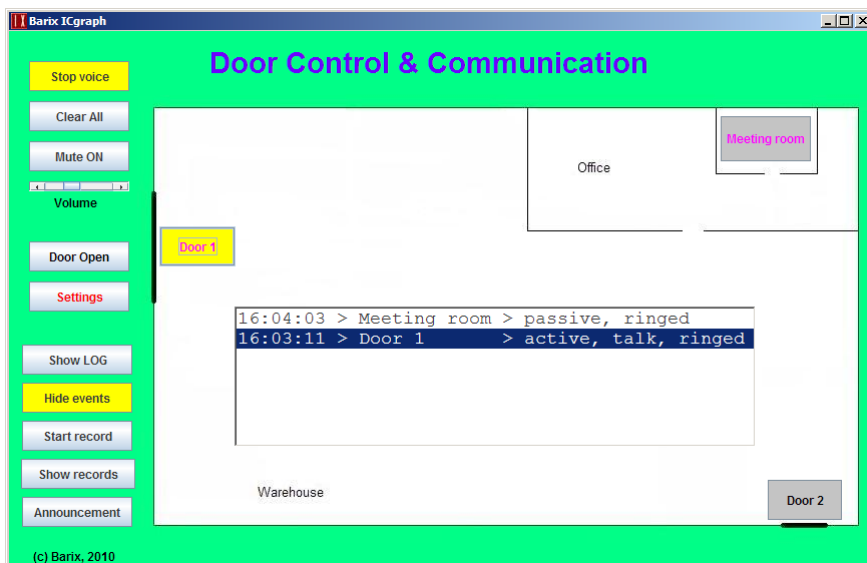 Barix ICgraph
Door Control & Communication
Stop voice
Clear All
Mute ON
Volume
Door Open
Settings
Show LOG
Hide events
Start record
Show records
Announcement
(c) Barix, 2010
Office
Meeting room
Door 1
16:04:03 > Meeting room > passive, ringed
16:03:11 > Door 1 > active, talk, ringed
Warehouse
Door 2